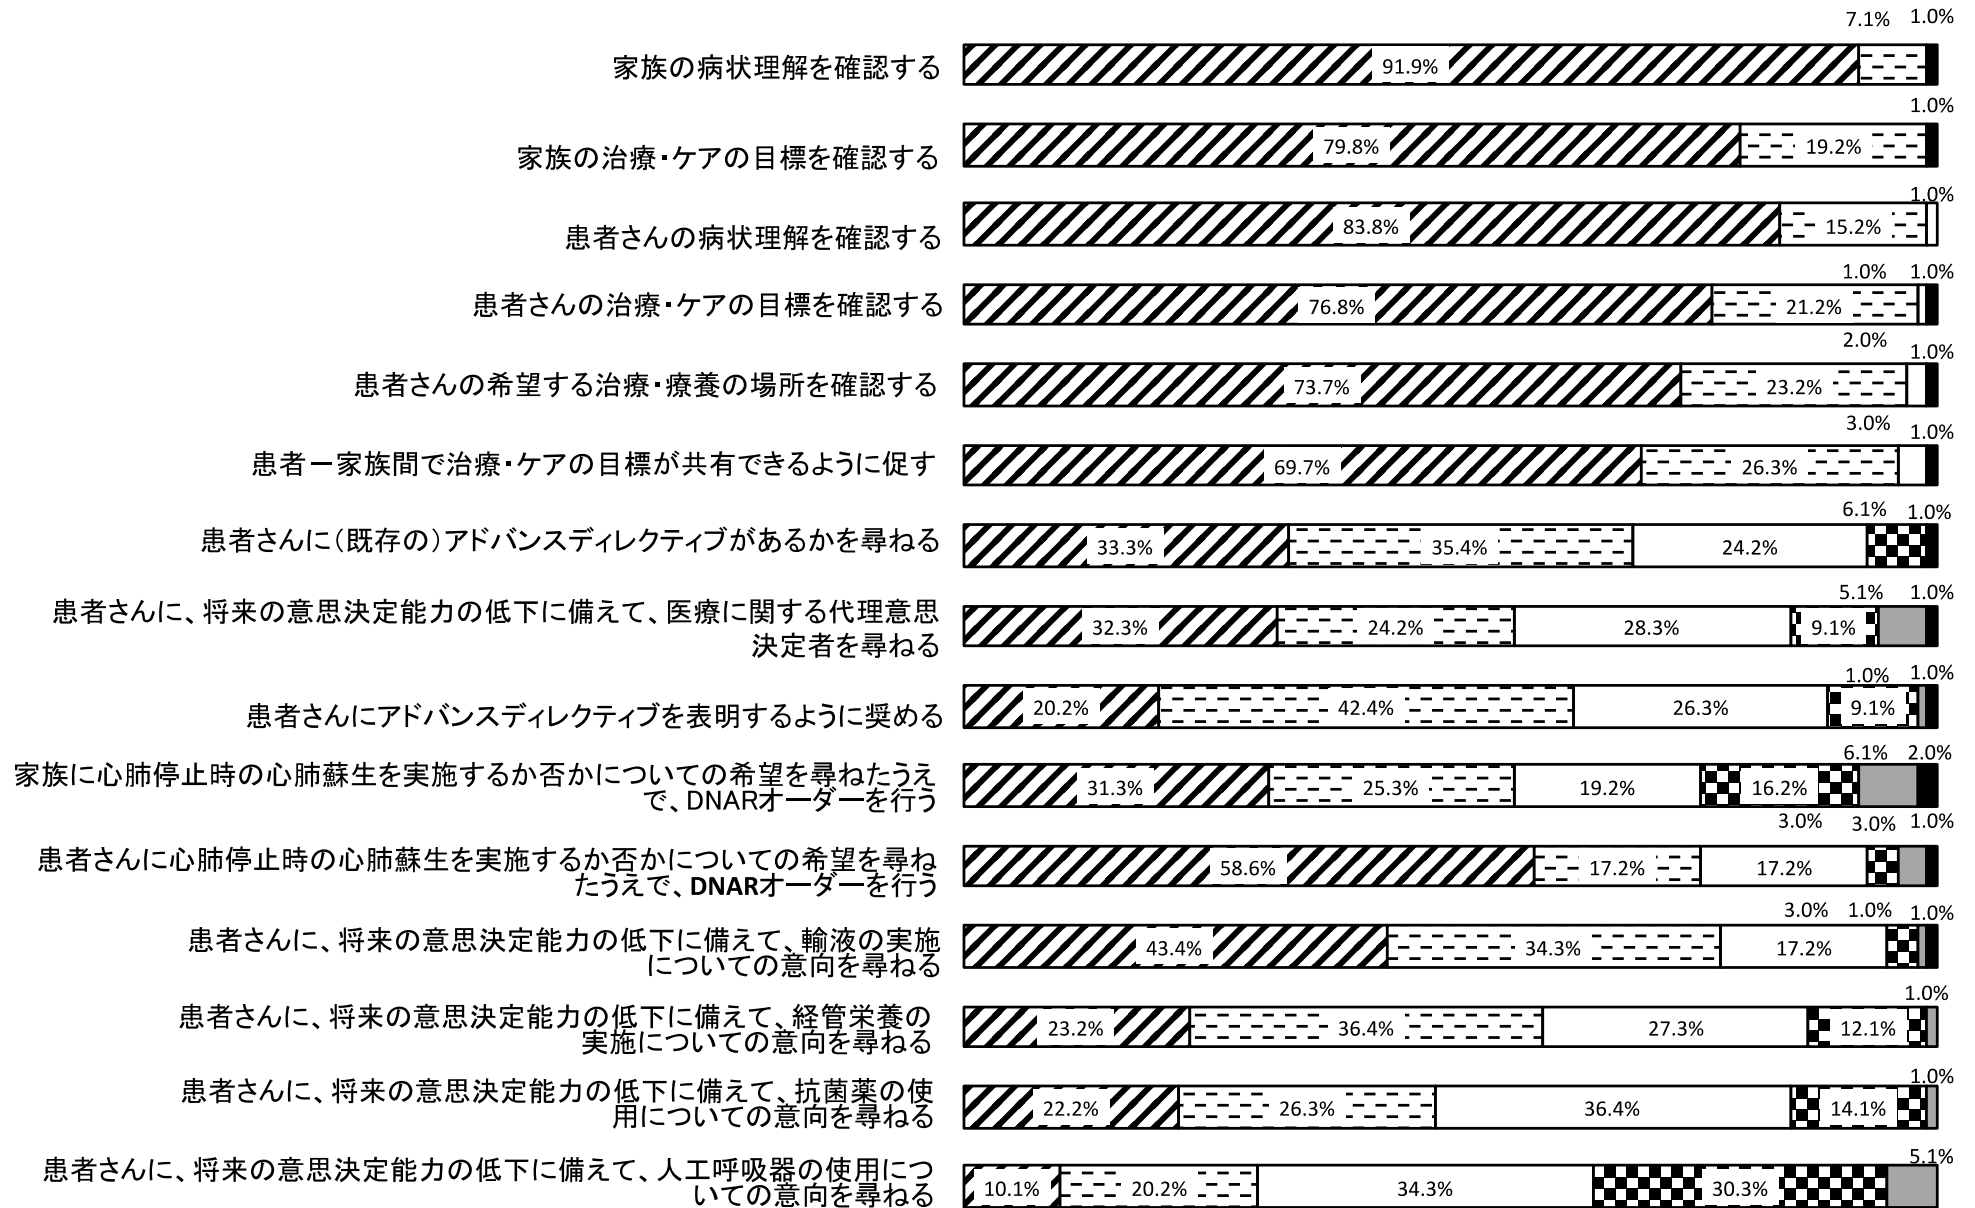 7.1% 1.0%
家族の病状理解を確認する 91.9%
1.0%
家族の治療・ケアの目標を確認する 79.8% 19.2%
1.0%
患者さんの病状理解を確認する 83.8% 15.2%
1.0% 1.0%
患者さんの治療・ケアの目標を確認する 76.8% 21.2%
2.0% 1.0%
患者さんの希望する治療・療養の場所を確認する 73.7% 23.2%
3.0% 1.0%
患者－家族間で治療・ケアの目標が共有できるように促す 69.7% 26.3%
6.1% 1.0%
患者さんに（既存の）アドバンスディレクティブがあるかを尋ねる 33.3% 35.4% 24.2%
5.1% 1.0%
患者さんに、将来の意思決定能力の低下に備えて、医療に関する代理意思
決定者を尋ねる 32.3% 24.2% 28.3% 9.1%
1.0% 1.0%
患者さんにアドバンスディレクティブを表明するように奨める 20.2% 42.4% 26.3% 9.1%
6.1% 2.0%
家族に心肺停止時の心肺蘇生を実施するか否かについての希望を尋ねたうえ
で、DNARオーダーを行う 31.3% 25.3% 19.2% 16.2%
3.0% 3.0% 1.0%
患者さんに心肺停止時の心肺蘇生を実施するか否かについての希望を尋ね
たうえで、DNARオーダーを行う 58.6% 17.2% 17.2%
3.0% 1.0% 1.0%
患者さんに、将来の意思決定能力の低下に備えて、輸液の実施
についての意向を尋ねる 43.4% 34.3% 17.2%
1.0%
患者さんに、将来の意思決定能力の低下に備えて、経管栄養の
実施についての意向を尋ねる 23.2% 36.4% 27.3% 12.1%
1.0%
患者さんに、将来の意思決定能力の低下に備えて、抗菌薬の使
用についての意向を尋ねる 22.2% 26.3% 36.4% 14.1%
5.1%
患者さんに、将来の意思決定能力の低下に備えて、人工呼吸器の使用につ
いての意向を尋ねる 10.1% 20.2% 34.3% 30.3%